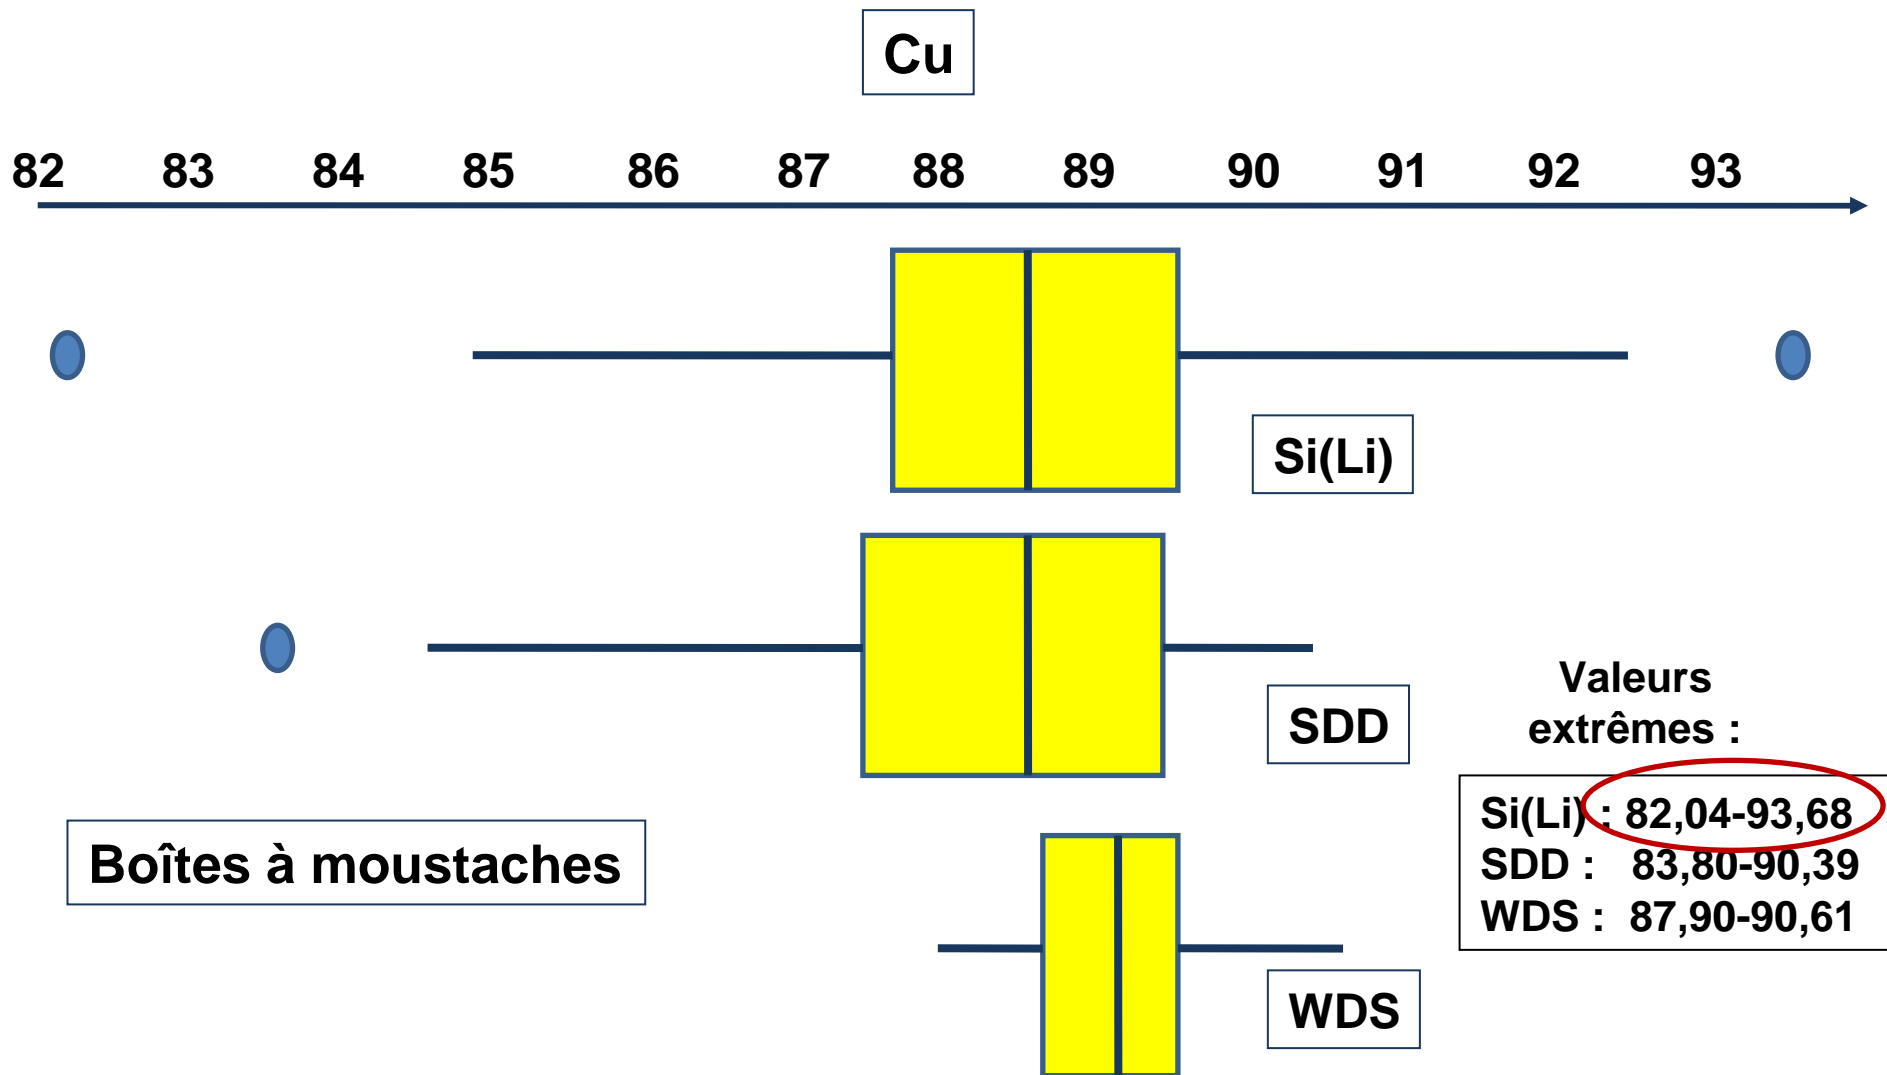 Cu
82 83 84 85 86 87 88 89 90 91 92 93
Si(Li)
SDD
Valeurs
extrêmes :
Si(Li) : 82,04-93,68
SDD : 83,80-90,39
WDS : 87,90-90,61
Boîtes à moustaches
WDS